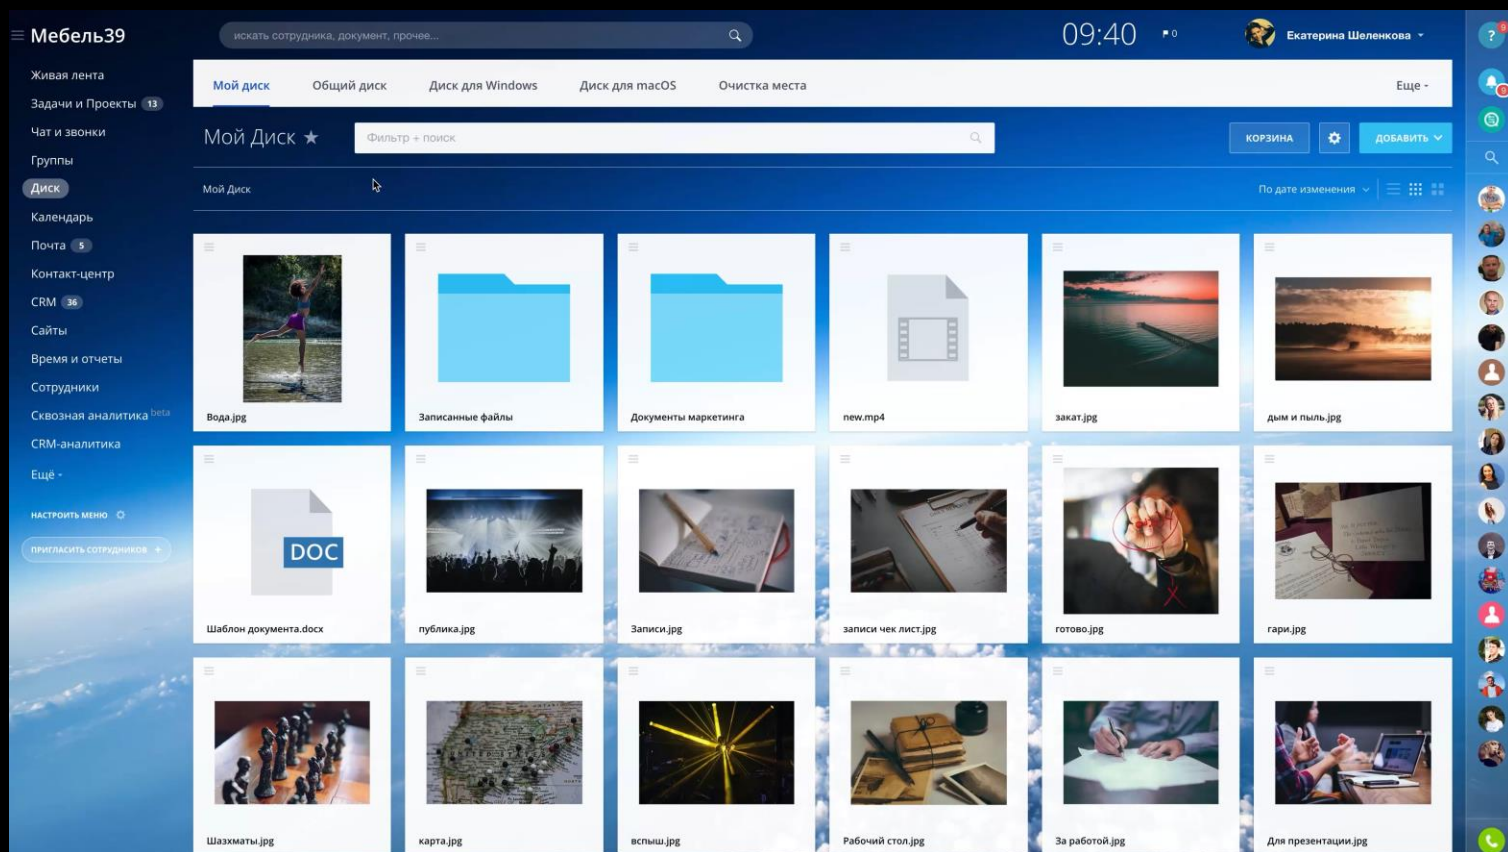 Мебель39
искать сотрудника, документ, прочее...
09:40
0
Екатерина Шеленкова
?
9
9
Живая лента
Задачи и Проекты 13
Чат и звонки
Группы
Диск
Календарь
Почта 5
Контакт-центр
CRM 36
Сайты
Время и отчеты
Сотрудники
Сквозная аналитика beta
CRM-аналитика
Ещё -
НАСТРОИТЬ МЕНЮ
ПРИГЛАСИТЬ СОТРУДНИКОВ +
Мой диск Общий диск Диск для Windows Диск для macOS Очистка места Еще -
Мой Диск ★
Фильтр + поиск
КОРЗИНА
ДОБАВИТЬ
Мой Диск
По дате изменения
Вода.jpg
Записанные файлы
Документы маркетинга
new.mp4
закат.jpg
дым и пыль.jpg
DOC
Шаблон документа.docx
публика.jpg
Записи.jpg
записи чек лист.jpg
готово.jpg
гари.jpg
Шазхматы.jpg
карта.jpg
вспыш.jpg
Рабочий стол.jpg
За работой.jpg
Для презентации.jpg